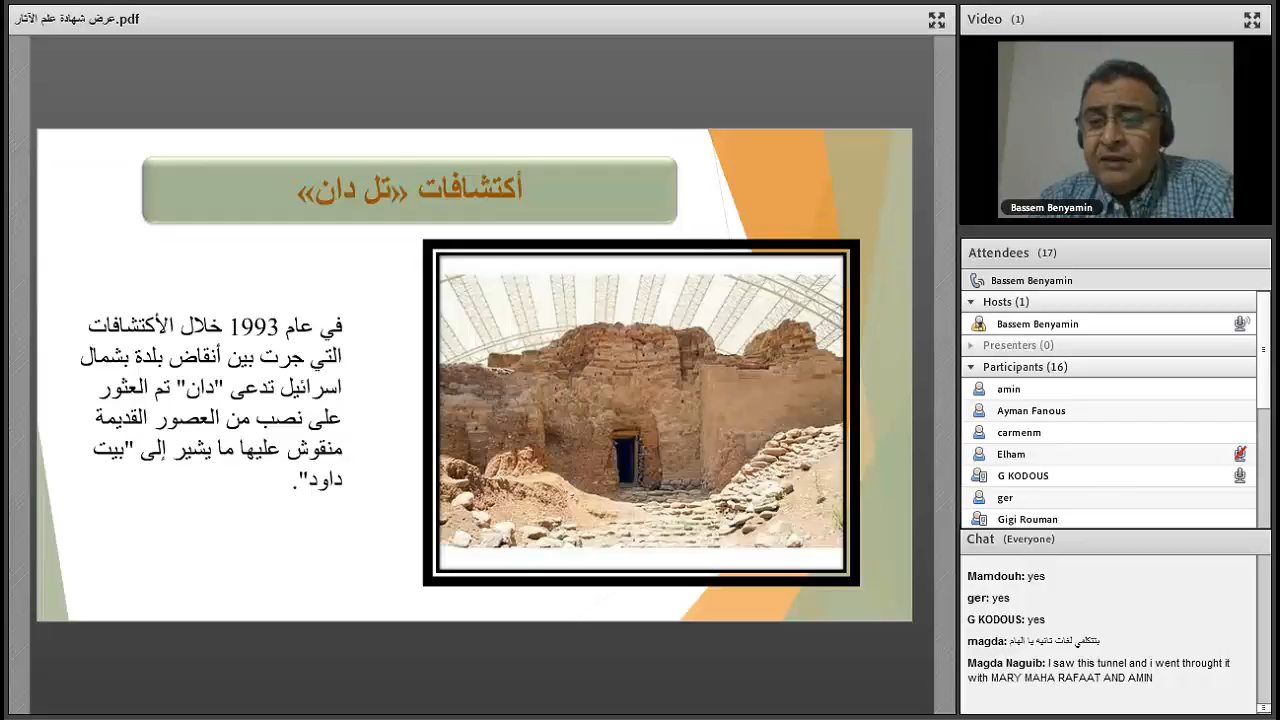 عرض شهادة علم الآثار.pdf
أكتشافات «تل دان»
في عام 1993 خلال الأكتشافات
التي جرت بين أنقاض بلدة بشمال
اسرائيل تدعى "دان" تم العثور
على نصب من العصور القديمة
منقوش عليها ما يشير إلى "بيت
داود".
Video (1)
Bassem Benyamin
Attendees (17)
Bassem Benyamin
Hosts (1)
Bassem Benyamin
Presenters (0)
Participants (16)
amin
Ayman Fanous
carmenm
Elham
G KODOUS
ger
Gigi Rouman
Chat (Everyone)
Mamdouh: yes
ger: yes
G KODOUS: yes
magda: بتتكلمي لغات تانيه يا الهام
Magda Naguib: I saw this tunnel and i went throught it
with MARY MAHA RAFAAT AND AMIN